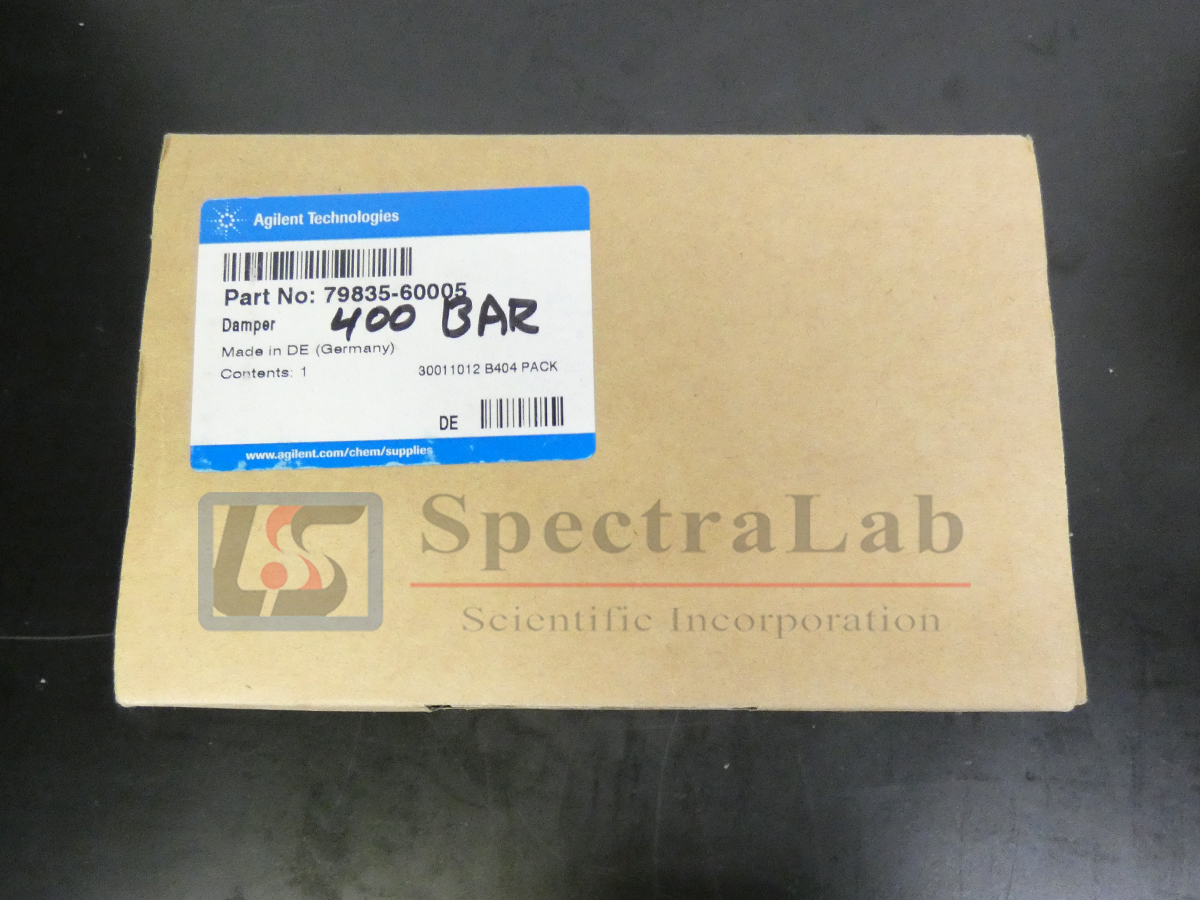 Agilent Technologies
Part No: 79835-60005
Damper 400 BAR
Made in DE (Germany)
Contents: 1 30011012 B404 PACK
DE
www.agilent.com/chem/supplies
SpectraLab
Scientific Incorporation